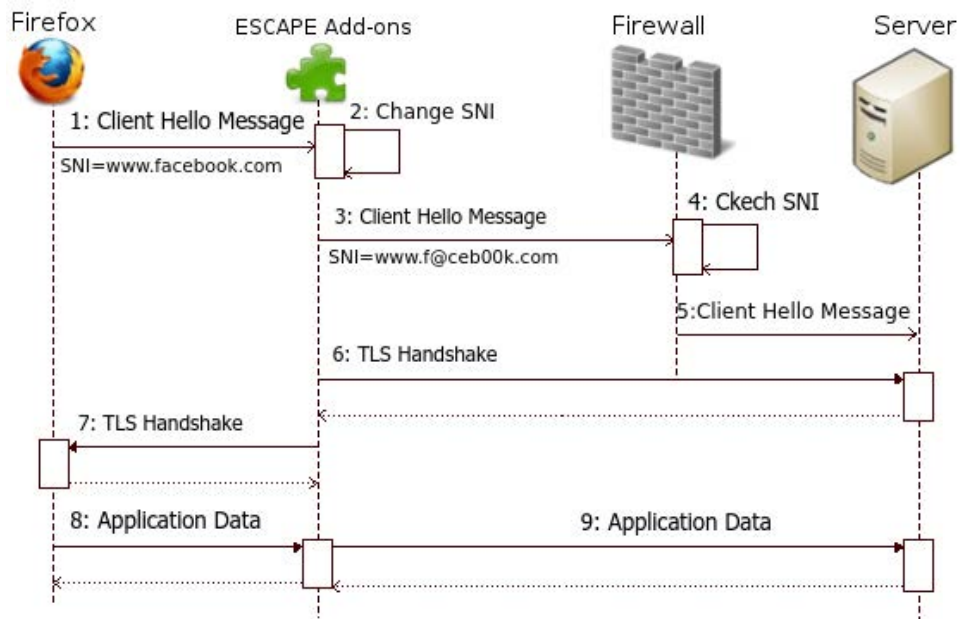 Firefox
ESCAPE Add-ons
Firewall
Server
1: Client Hello Message
2: Change SNI
SNI=www.facebook.com
3: Client Hello Message
4: Ckech SNI
SNI=www.f@ceb00k.com
5:Client Hello Message
6: TLS Handshake
7: TLS Handshake
8: Application Data
9: Application Data